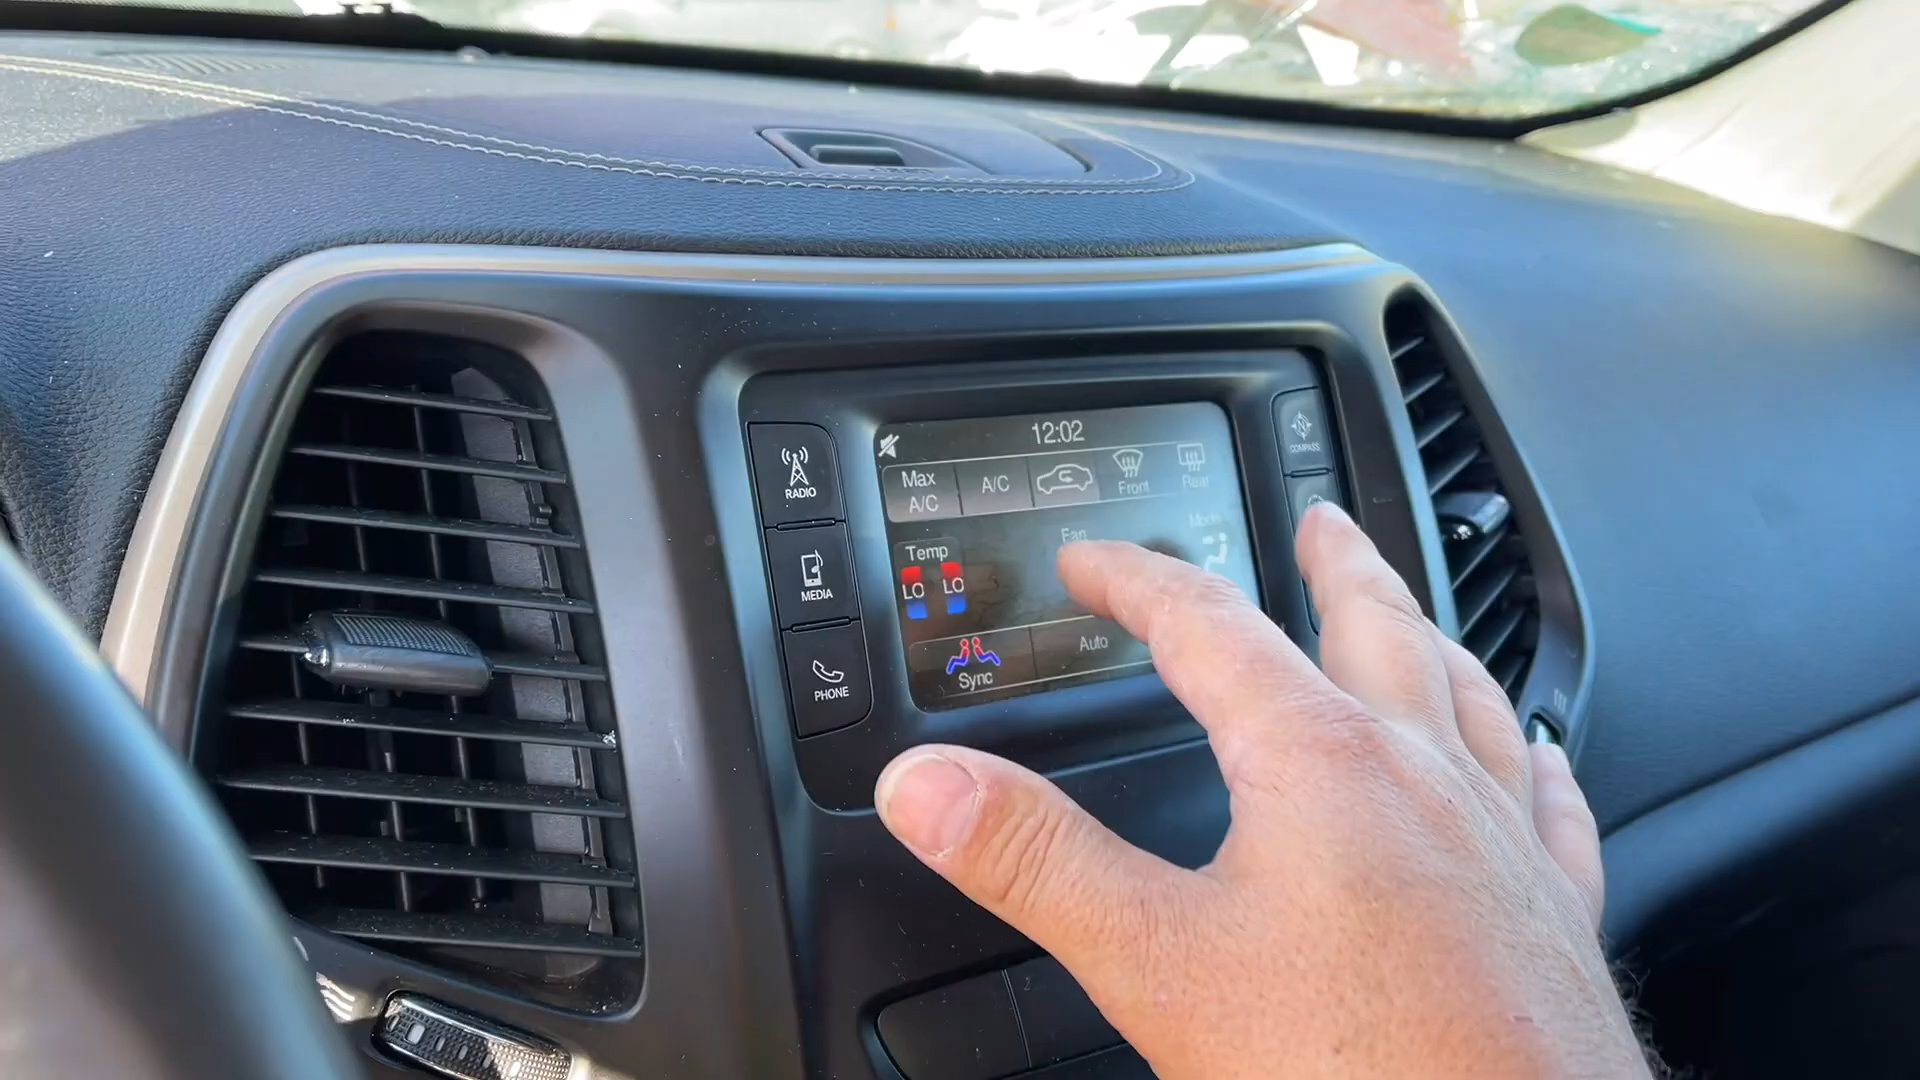 12:02
Max
A/C
A/C
Front
Rear
Temp
LO LO
Fan
Mode
Sync
Auto
RADIO
MEDIA
PHONE
N
COMPASS